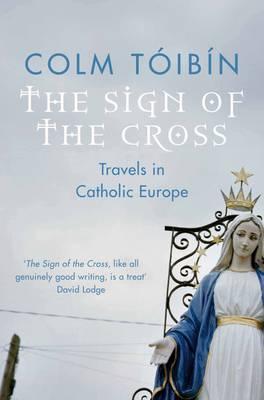 COLM TÓIBÍN
THE SIGN OF
THE CROSS
Travels in
Catholic Europe
‘The Sign of the Cross, like all
genuinely good writing, is a treat’
David Lodge